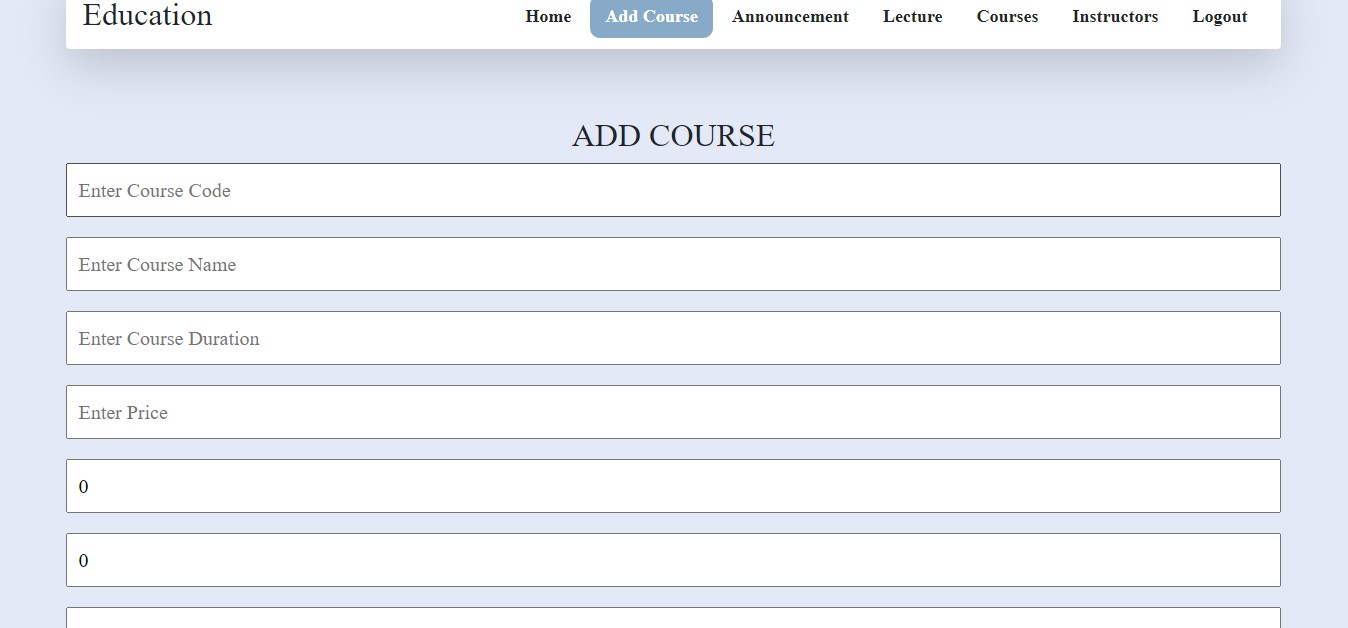 Education
Home Add Course Announcement Lecture Courses Instructors Logout
ADD COURSE
Enter Course Code
Enter Course Name
Enter Course Duration
Enter Price
0
0